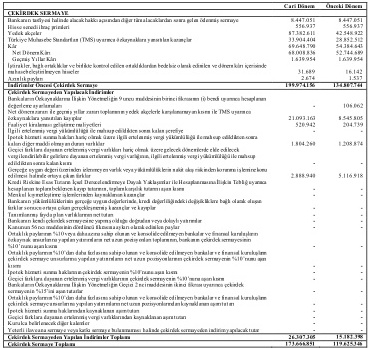 Cari Dönem Önceki Dönem
ÇEKİRDEK SERMAYE
Bankanın tasfiyesi halinde alacak hakkı açısından diğer tüm alacaklardan sonra gelen ödenmiş sermaye 8.447.051 8.447.051
Hisse senedi ihraç primleri 556.937 556.937
Yedek akçeler 87.382.611 42.548.922
Türkiye Muhasebe Standartları (TMS) uyarınca özkaynaklara yansıtılan kazançlar 33.904.404 28.852.512
Kâr 69.648.790 54.384.643
Net Dönem Kârı 68.008.836 52.744.689
Geçmiş Yıllar Kârı 1.639.954 1.639.954
İştirakler, bağlı ortaklıklar ve birlikte kontrol edilen ortaklıklardan bedelsiz olarak edinilen ve dönem kârı içerisinde
muhasebeleştirilmeyen hisseler 31.689 16.142
Azınlık payları 2.674 1.537
İndirimler Öncesi Çekirdek Sermaye 199.974.156 134.807.744
Çekirdek Sermayeden Yapılacak İndirimler
Bankaların Özkaynaklarına İlişkin Yönetmeliğin 9 uncu maddesinin birinci fıkrasının (i) bendi uyarınca hesaplanan
değerleme ayarlamaları - 106.062
Net dönem zararı ile geçmiş yıllar zararı toplamının yedek akçelerle karşılanamayan kısmı ile TMS uyarınca
özkaynaklara yansıtılan kayıplar 21.093.163 8.545.805
Faaliyet kiralaması geliştirme maliyetleri 520.942 204.739
İlgili ertelenmiş vergi yükümlülüğü ile mahsup edildikten sonra kalan şerefiye - -
İpotek hizmeti sunma hakları hariç olmak üzere ilgili ertelenmiş vergi yükümlülüğü ile mahsup edildikten sonra
kalan diğer maddi olmayan duran varlıklar 1.804.260 1.208.874
Geçici farklara dayanan ertelenmiş vergi varlıkları hariç olmak üzere gelecek dönemlerde elde edilecek
vergilendirilebilir gelirlere dayanan ertelenmiş vergi varlığının, ilgili ertelenmiş vergi yükümlülüğü ile mahsup
edildikten sonra kalan kısmı - -
Gerçeğe uygun değeri üzerinden izlenmeyen varlık veya yükümlülüklerin nakit akış riskinden korunma işlemine konu
edilmesi halinde ortaya çıkan farklar 2.888.940 5.116.918
Kredi Riskine Esas Tutarın İçsel Derecelendirmeye Dayalı Yaklaşımlar ile Hesaplanmasına İlişkin Tebliğ uyarınca
hesaplanan toplam beklenen kayıp tutarının, toplam karşılık tutarını aşan kısmı - -
Menkul kıymetleştirme işlemlerinden kaynaklanan kazançlar - -
Bankanın yükümlülüklerinin gerçeğe uygun değerlerinde, kredi değerliliğindeki değişikliklere bağlı olarak oluşan
farklar sonucu ortaya çıkan gerçekleşmemiş kazançlar ve kayıplar - -
Tanımlanmış fayda plan varlıklarının net tutarı - -
Bankanın kendi çekirdek sermayesine yapmış olduğu doğrudan veya dolaylı yatırımlar - -
Kanunun 56 ncı maddesinin dördüncü fıkrasına aykırı olarak edinilen paylar - -
Ortaklık paylarının %10 veya daha azına sahip olunan ve konsolide edilmeyen bankalar ve finansal kuruluşların
özkaynak unsurlarına yapılan yatırımların net uzun pozisyonları toplamının, bankanın çekirdek sermayesinin
%10'nunu aşan kısmı - -
Ortaklık paylarının %10'dan daha fazlasına sahip olunan ve konsolide edilmeyen bankalar ve finansal kuruluşların
çekirdek sermaye unsurlarına yapılan yatırımların net uzun pozisyonlarının çekirdek sermayenin %10'nunu aşan
kısmı - -
İpotek hizmeti sunma haklarının çekirdek sermayenin %10'nunu aşan kısmı - -
Geçici farklara dayanan ertelenmiş vergi varlıklarının çekirdek sermayenin %10'nunu aşan kısmı - -
Bankaların Özkaynaklarına İlişkin Yönetmeliğin Geçici 2 nci maddesinin ikinci fıkrası uyarınca çekirdek
sermayenin %15'ini aşan tutarlar - -
Ortaklık paylarının %10'dan daha fazlasına sahip olunan ve konsolide edilmeyen bankalar ve finansal kuruluşların
çekirdek sermaye unsurlarına yapılan yatırımların net uzun pozisyonlarından kaynaklanan aşım tutarı - -
İpotek hizmeti sunma haklarından kaynaklanan aşım tutarı - -
Geçici farklara dayanan ertelenmiş vergi varlıklarından kaynaklanan aşım tutarı - -
Kurulca belirlenecek diğer kalemler - -
Yeterli ilave ana sermaye veya katkı sermaye bulunmaması halinde çekirdek sermayeden indirim yapılacak tutar - -
Çekirdek Sermayeden Yapılan İndirimler Toplamı 26.307.305 15.182.398
Çekirdek Sermaye Toplamı 173.666.851 119.625.346